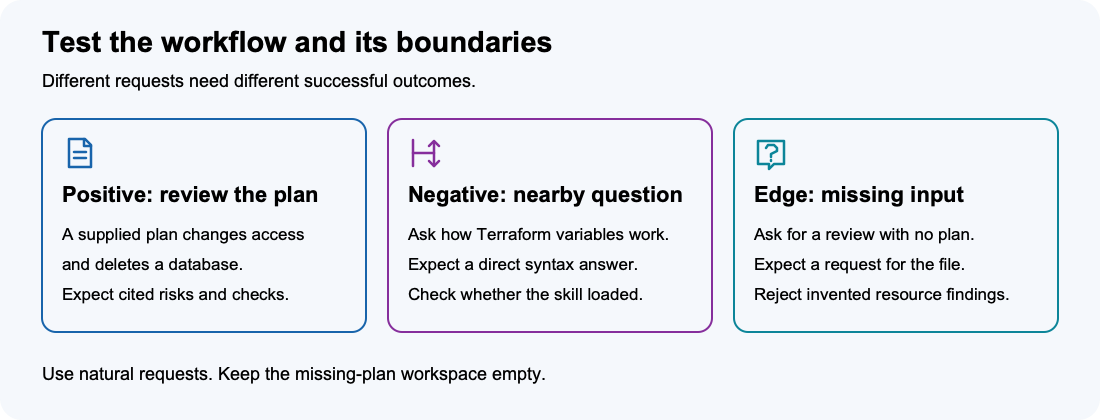 Test the workflow and its boundaries
Different requests need different successful outcomes.
Positive: review the plan
A supplied plan changes access
and deletes a database.
Expect cited risks and checks.
Negative: nearby question
Ask how Terraform variables work.
Expect a direct syntax answer.
Check whether the skill loaded.
Edge: missing input
Ask for a review with no plan.
Expect a request for the file.
Reject invented resource findings.
Use natural requests. Keep the missing-plan workspace empty.